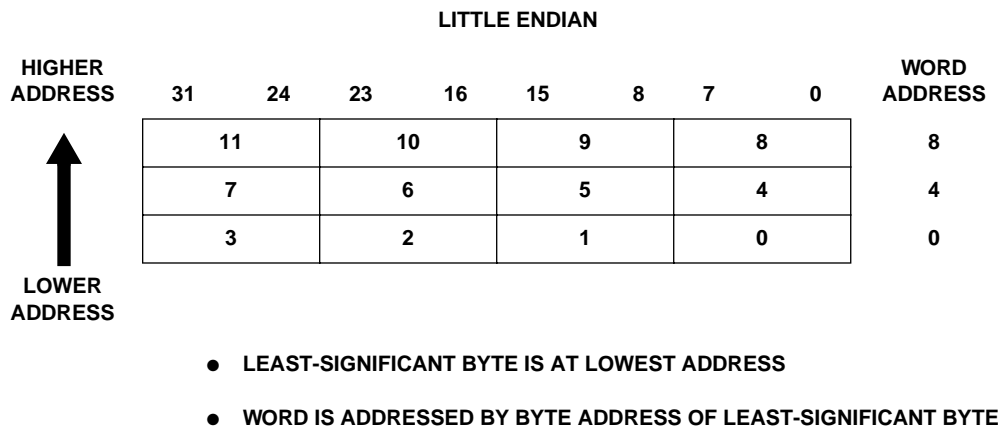 LITTLE ENDIAN
HIGHER ADDRESS 31 24 23 16 15 8 7 0 WORD ADDRESS
11 10 9 8 8
7 6 5 4 4
3 2 1 0 0
LOWER
ADDRESS
● LEAST-SIGNIFICANT BYTE IS AT LOWEST ADDRESS
● WORD IS ADDRESSED BY BYTE ADDRESS OF LEAST-SIGNIFICANT BYTE